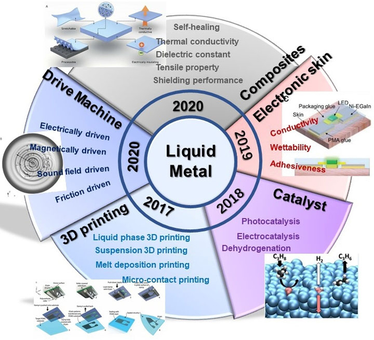 Self-healing
Thermal conductivity
Dielectric constant
Tensile property
Shielding performance
Composites
2020
Electronic skin
LED
Packaging glue
Ni-EGaIn
Skin
PMA glue
Conductivity
Wettability
Adhesiveness
2019
Drive Machine
Electrically driven
Magnetically driven
Sound field driven
Friction driven
2020
Liquid
Metal
2018
Catalyst
Photocatalysis
Electrocatalysis
Dehydrogenation
C₃H₈
H₂
C₃H₆
2017
3D printing
Liquid phase 3D printing
Suspension 3D printing
Melt deposition printing
Micro-contact printing